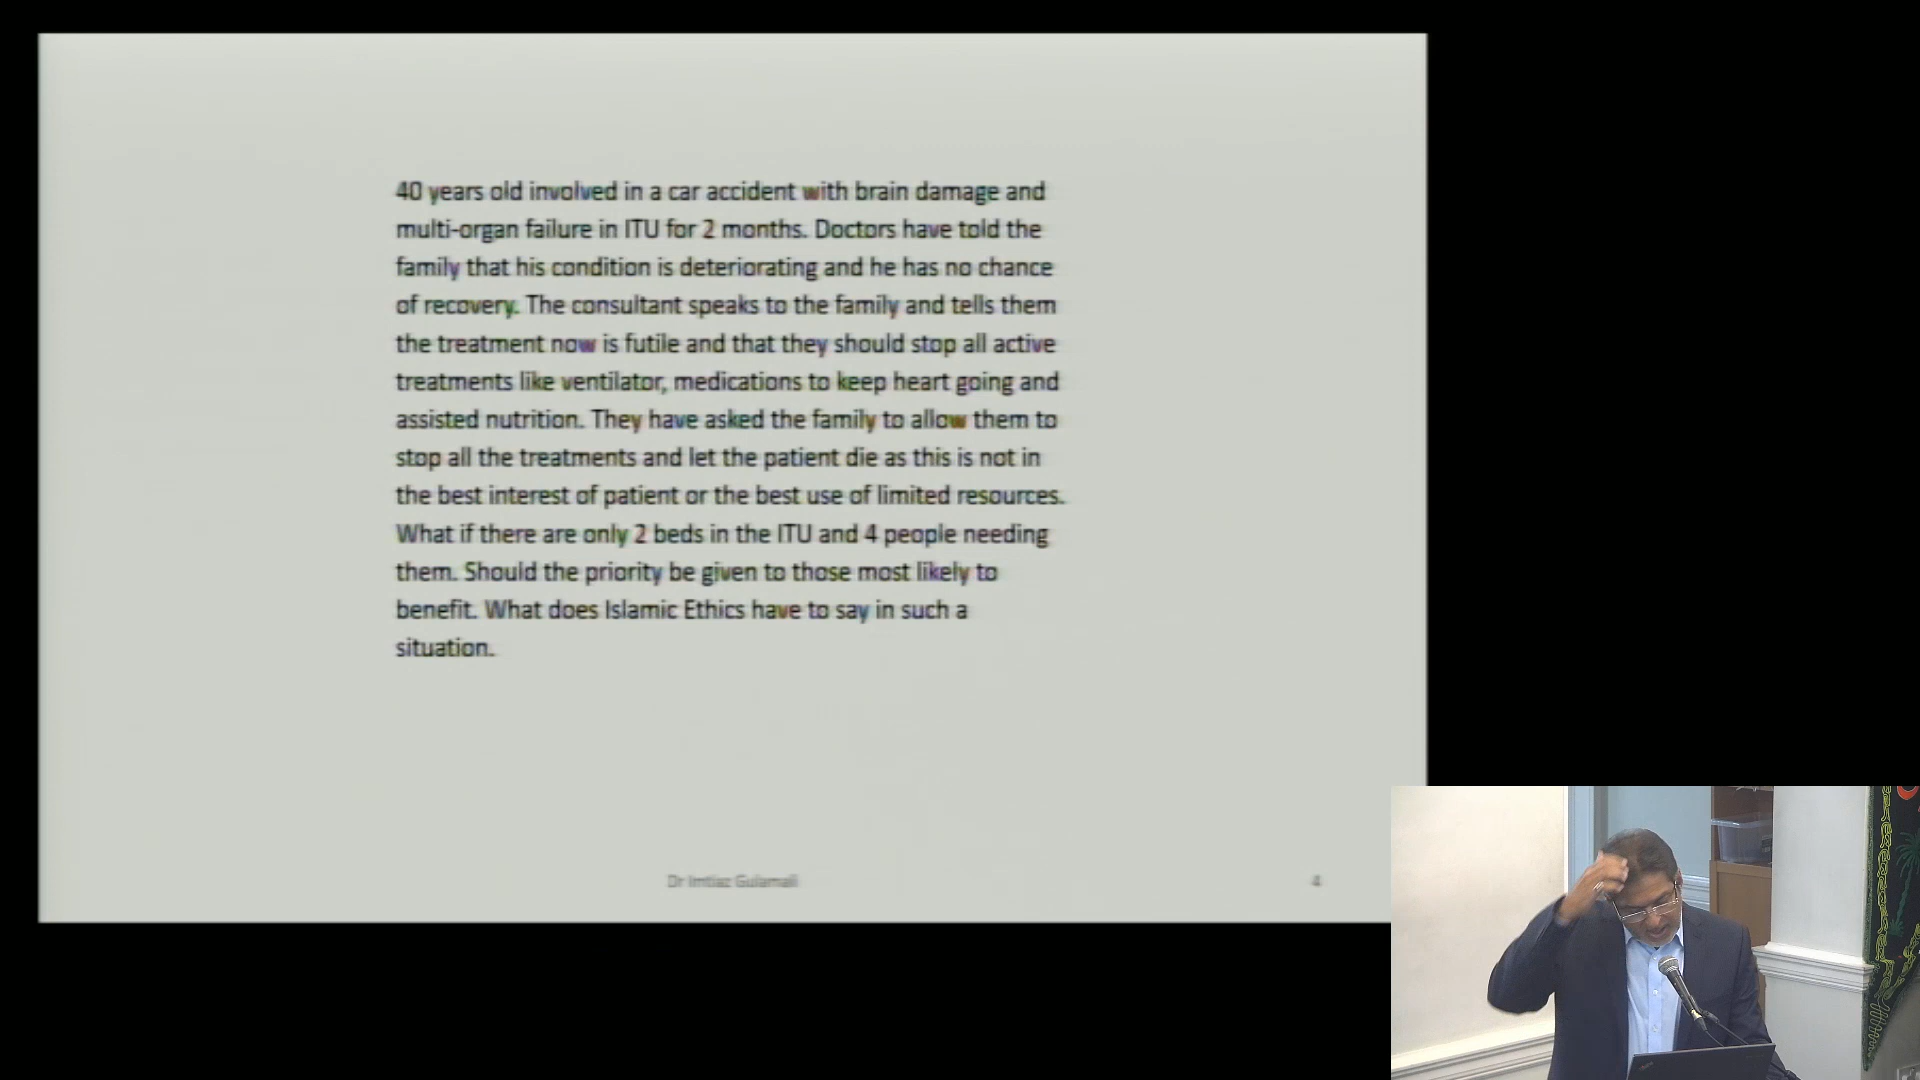 40 years old involved in a car accident with brain damage and
multi-organ failure in ITU for 2 months. Doctors have told the
family that his condition is deteriorating and he has no chance
of recovery. The consultant speaks to the family and tells them
the treatment now is futile and that they should stop all active
treatments like ventilator, medications to keep heart going and
assisted nutrition. They have asked the family to allow them to
stop all the treatments and let the patient die as this is not in
the best interest of patient or the best use of limited resources.
What if there are only 2 beds in the ITU and 4 people needing
them. Should the priority be given to those most likely to
benefit. What does Islamic Ethics have to say in such a
situation.
Dr Imtiaz Gulamali
4